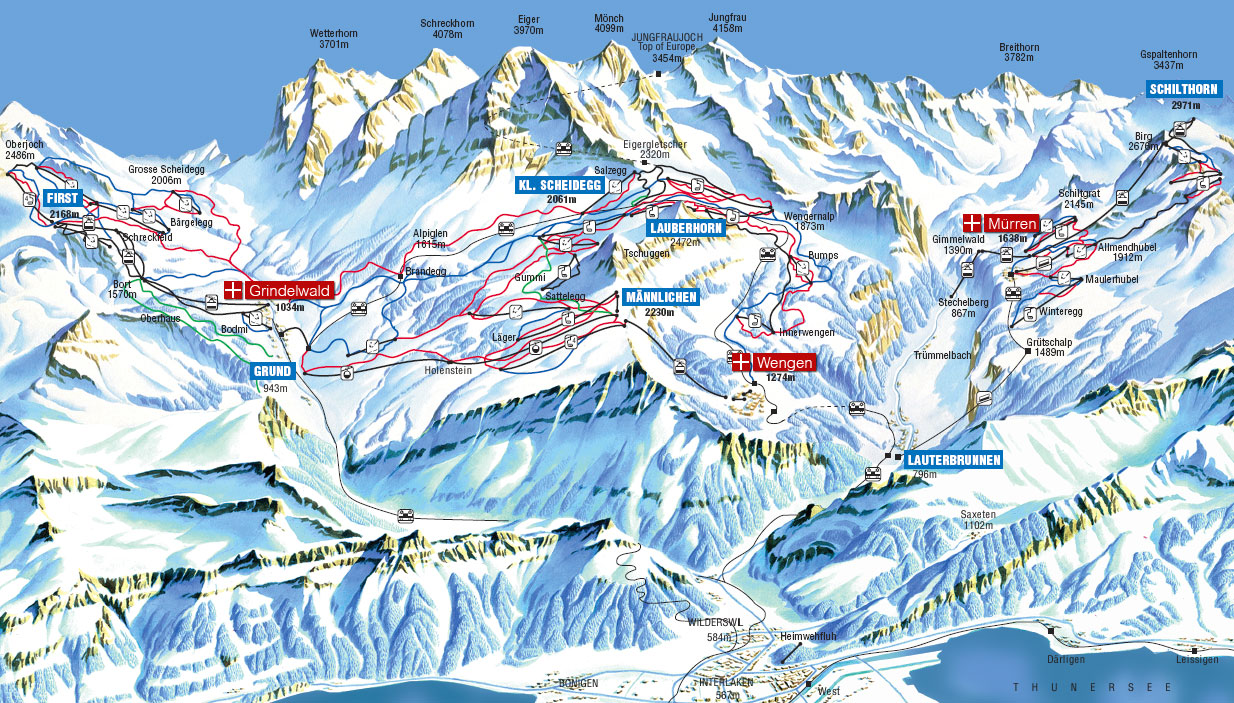 Wetterhorn
3701m
Schreckhorn
4078m
Eiger
3970m
Mönch
4099m
Jungfrau
4158m
JUNGFRAUJOCH
Top of Europe
3454m
Breithorn
3782m
Gspaltenhorn
3437m
SCHILTHORN
2971m
Birg
2676m
Oberjoch
2486m
Grosse Scheidegg
2006m
FIRST
2168m
Bärgelegg
Schreckfeld
Bort
1570m
Oberhaus
Bodmi
Grindelwald
1034m
GRUND
943m
Alpiglen
1615m
Brandegg
Eigergletscher
2320m
Salzegg
KL. SCHEIDEGG
2061m
LAUBERHORN
2472m
Tschuggen
Gummi
Sattelegg
MÄNNLICHEN
2230m
Läger
Holenstein
Wengernalp
1873m
Bumps
Innerwengen
Wengen
1274m
Schiltgrat
2145m
Mürren
1638m
Gimmelwald
1390m
Allmendhubel
1912m
Maulerhubel
Stechelberg
867m
Winteregg
Grütschalp
1489m
Trümmelbach
LAUTERBRUNNEN
796m
Saxeten
1102m
WILDERSWIL
584m
Heimwehfluh
BÖNIGEN
INTERLAKEN
567m
West
Därligen
Leissigen
THUNERSEE